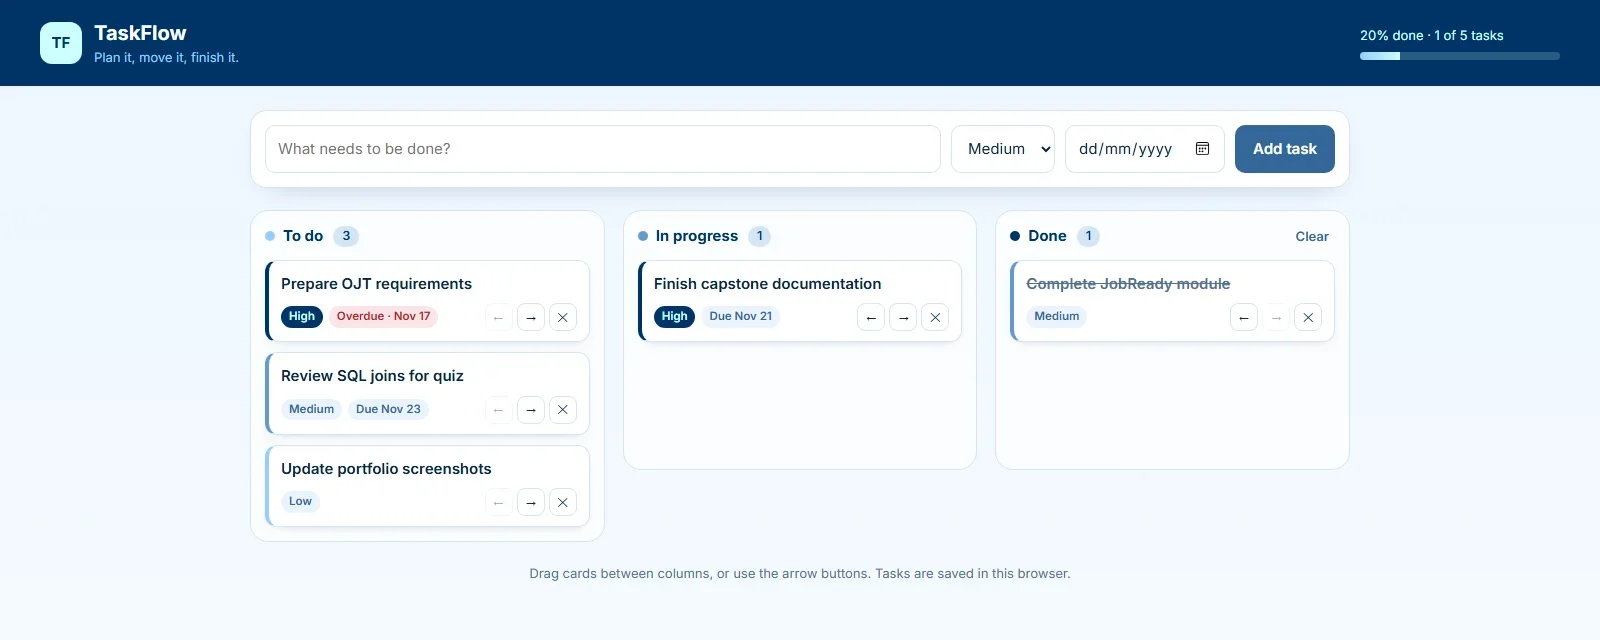 TF
TaskFlow
Plan it, move it, finish it.
20% done · 1 of 5 tasks
What needs to be done?
Medium
dd/mm/yyyy
Add task
To do 3
Prepare OJT requirements
High Overdue · Nov 17 ← → ×
Review SQL joins for quiz
Medium Due Nov 23 ← → ×
Update portfolio screenshots
Low ← → ×
In progress 1
Finish capstone documentation
High Due Nov 21 ← → ×
Done 1 Clear
Complete JobReady module
Medium ← → ×
Drag cards between columns, or use the arrow buttons. Tasks are saved in this browser.